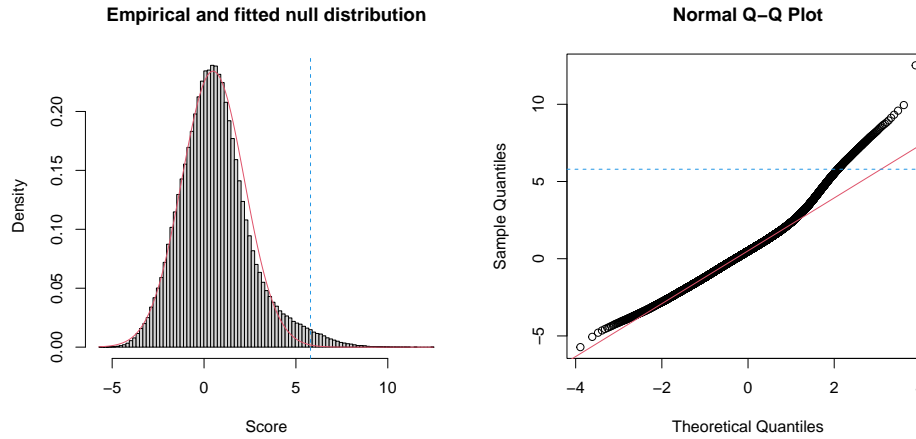 Empirical and fitted null distribution
Density
0.00
0.05
0.10
0.15
0.20
−5
0
5
10
Score
Normal Q−Q Plot
Sample Quantiles
−5
0
5
10
−4
−2
0
2
Theoretical Quantiles